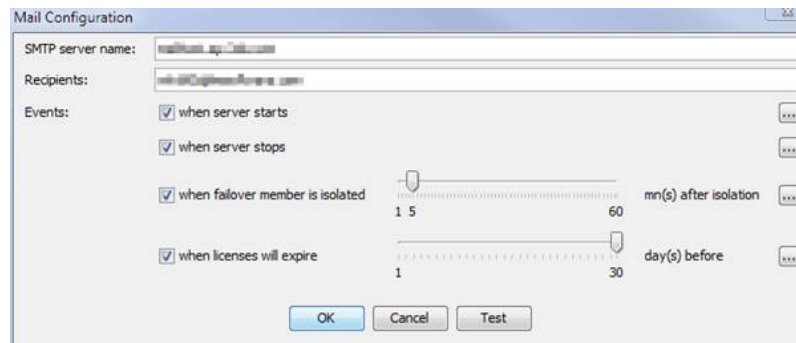 Mail Configuration
SMTP server name:
Recipients:
Events:
when server starts
...
when server stops
...
when failover member is isolated
1 5 60
mn(s) after isolation
...
when licenses will expire
1 30
day(s) before
...
OK Cancel Test